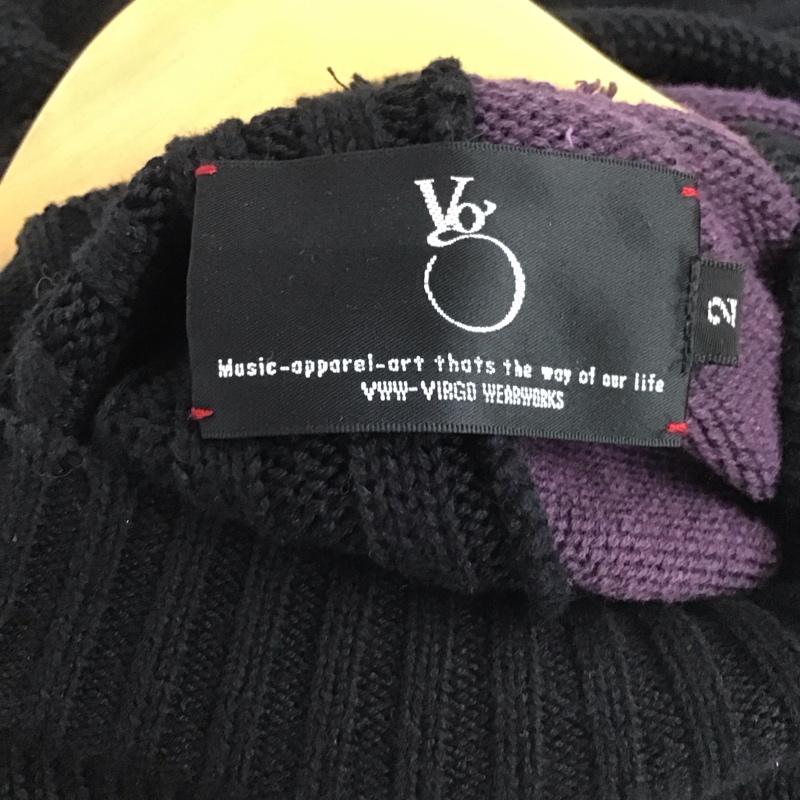 Vg
Music-apparel-art thats the way of our life
VWW-VIRGO WEARWORKS
2